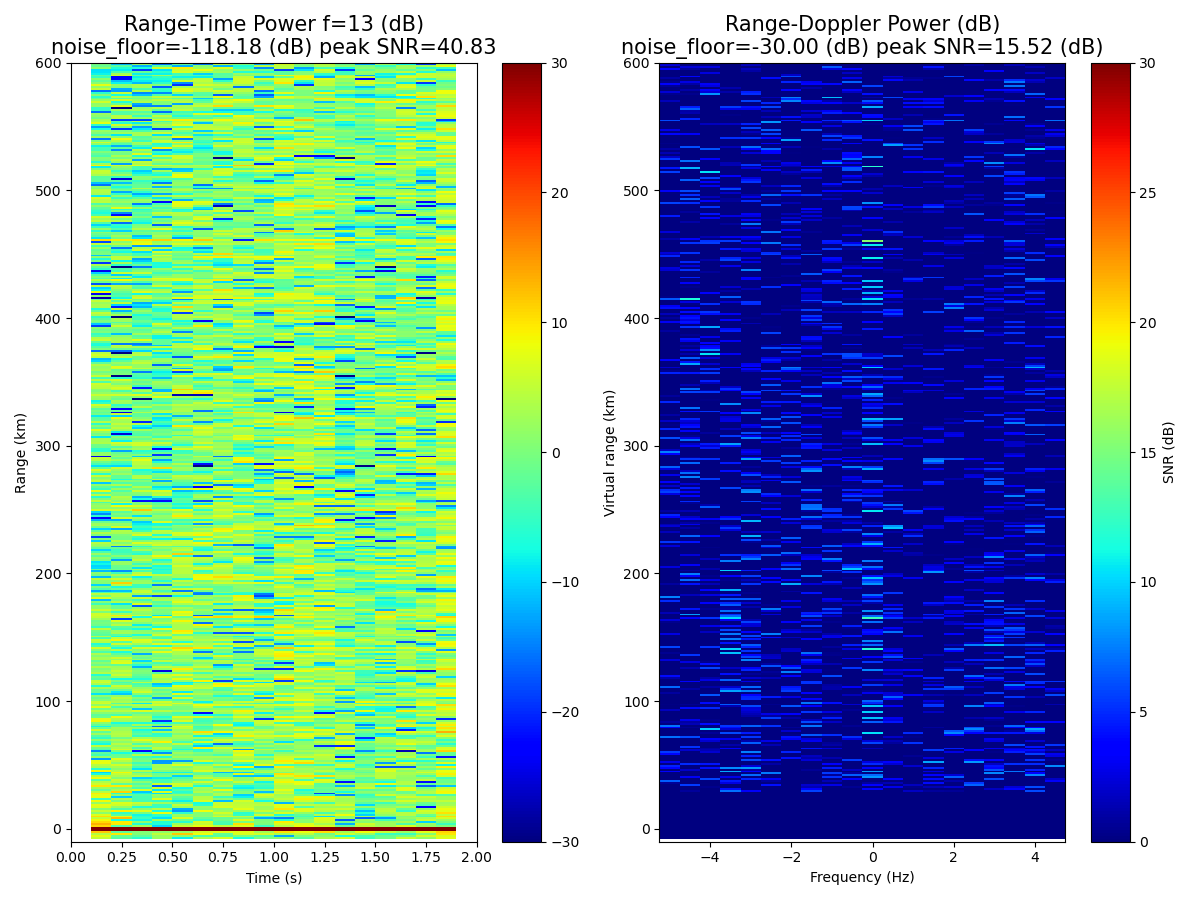 Range-Time Power f=13 (dB)
noise_floor=-118.18 (dB) peak SNR=40.83
Range-Doppler Power (dB)
noise_floor=-30.00 (dB) peak SNR=15.52 (dB)
600
500
400
300
200
100
0
Range (km)
0.00 0.25 0.50 0.75 1.00 1.25 1.50 1.75 2.00
Time (s)
30
20
10
0
−10
−20
−30
600
500
400
300
200
100
0
Virtual range (km)
−4 −2 0 2 4
Frequency (Hz)
30
25
20
15
10
5
0
SNR (dB)